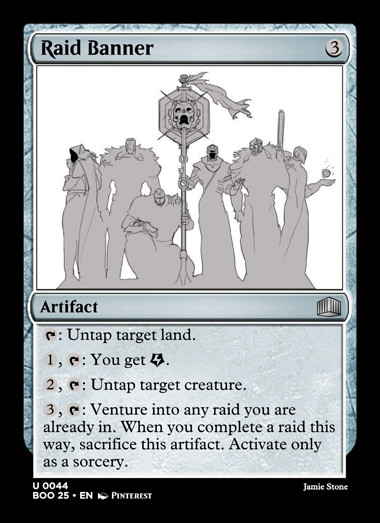 Raid Banner 3
Artifact
: Untap target land.
1, : You get .
2, : Untap target creature.
3, : Venture into any raid you are
already in. When you complete a raid this
way, sacrifice this artifact. Activate only
as a sorcery.
U 0044
BOO 25 • EN PINTEREST
Jamie Stone